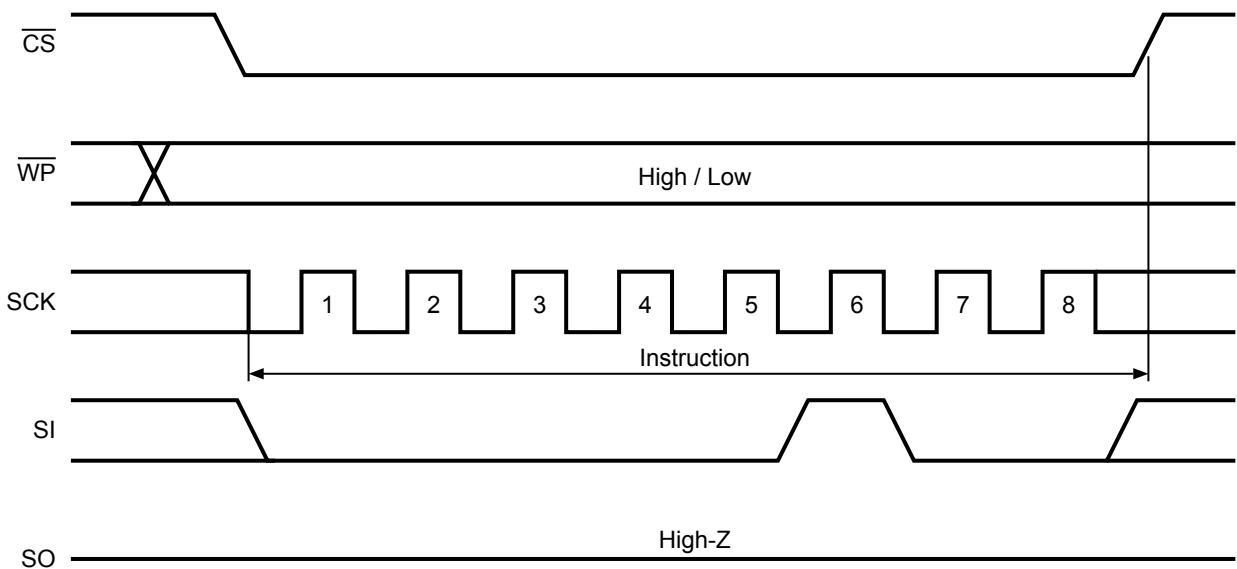 CS
WP
High / Low
SCK
1 2 3 4 5 6 7 8
Instruction
SI
High-Z
SO